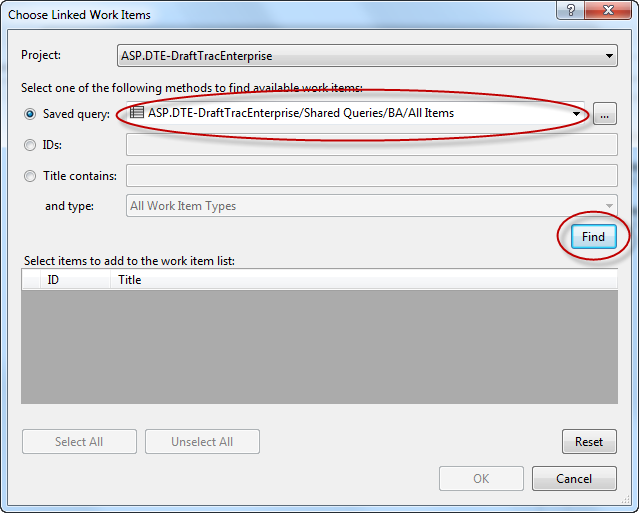 Choose Linked Work Items
?
Project: ASP.DTE-DraftTracEnterprise
Select one of the following methods to find available work items:
Saved query: ASP.DTE-DraftTracEnterprise/Shared Queries/BA/All Items ...
IDs:
Title contains:
and type: All Work Item Types
Find
Select items to add to the work item list:
ID Title
Select All Unselect All Reset
OK Cancel